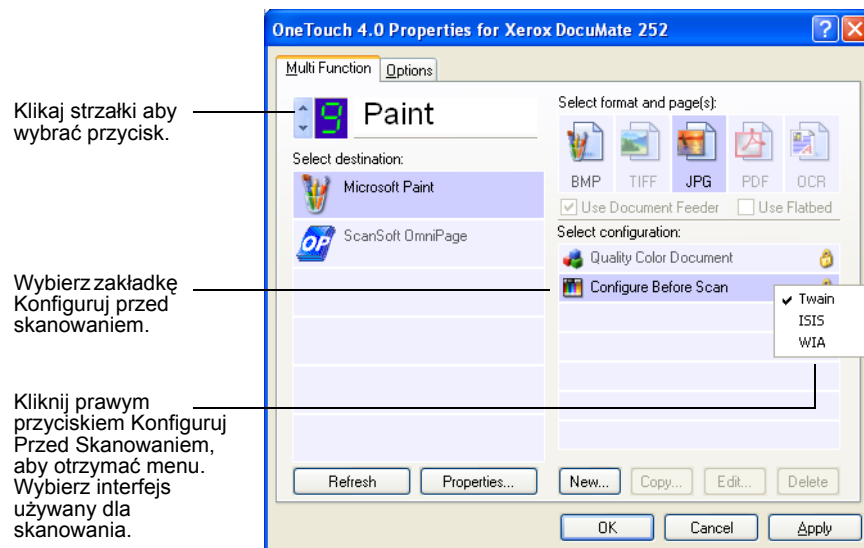 OneTouch 4.0 Properties for Xerox DocuMate 252
Multi Function
Options
Klikaj strzałki aby
wybrać przycisk.
9
Paint
Select destination:
Microsoft Paint
ScanSoft OmniPage
Select format and page(s):
BMP
TIFF
JPG
PDF
OCR
Use Document Feeder
Use Flatbed
Select configuration:
Quality Color Document
Configure Before Scan
Twain
ISIS
WIA
Wybierz zakładkę
Konfiguruj przed
skanowaniem.
Kliknij prawym
przyciskiem Konfiguruj
Przed Skanowaniem,
aby otrzymać menu.
Wybierz interfejs
używany dla
skanowania.
Refresh
Properties...
New...
Copy...
Edit...
Delete
OK
Cancel
Apply